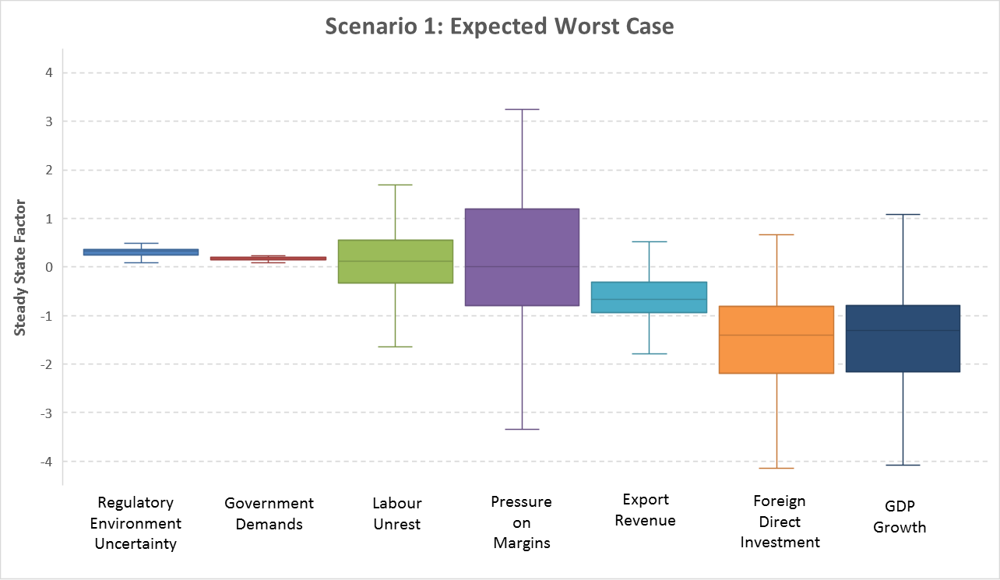 Scenario 1: Expected Worst Case
Steady State Factor
4
3
2
1
0
-1
-2
-3
-4
Regulatory
Environment
Uncertainty
Government
Demands
Labour
Unrest
Pressure
on
Margins
Export
Revenue
Foreign
Direct
Investment
GDP
Growth